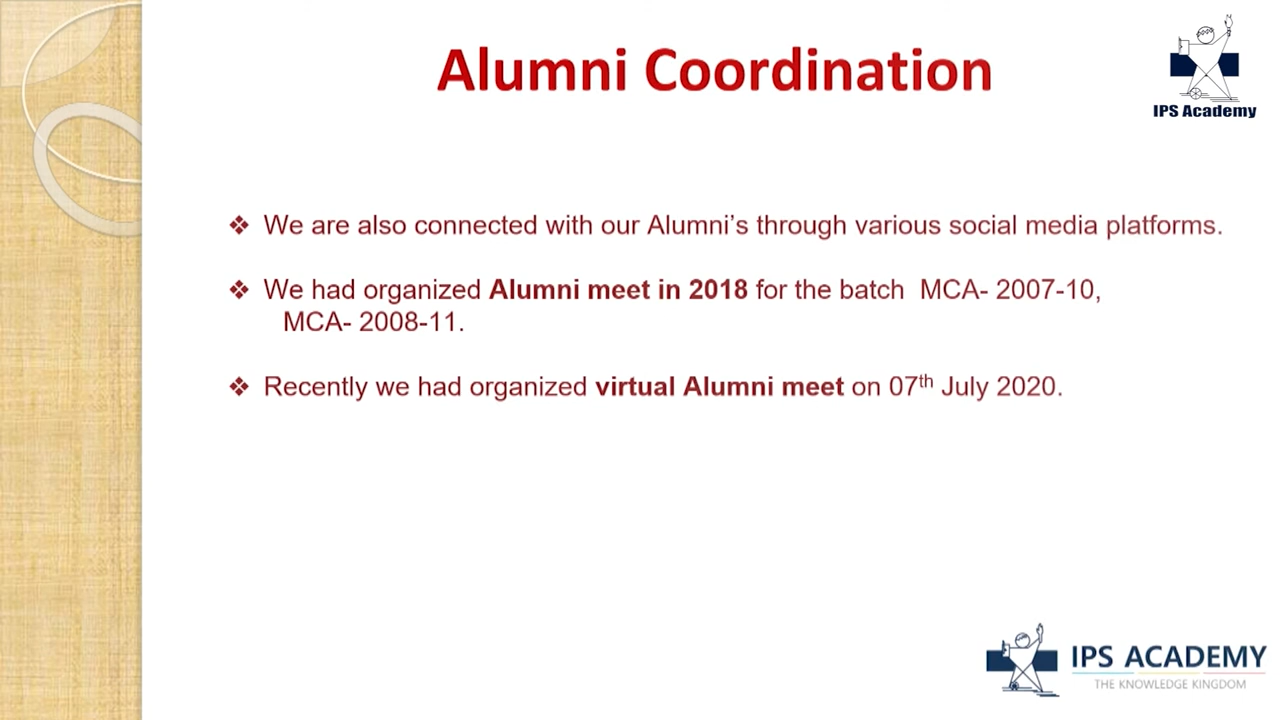 Alumni Coordination
IPS Academy
❖ We are also connected with our Alumni’s through various social media platforms.
❖ We had organized Alumni meet in 2018 for the batch MCA- 2007-10,
MCA- 2008-11.
❖ Recently we had organized virtual Alumni meet on 07th July 2020.
IPS ACADEMY
THE KNOWLEDGE KINGDOM